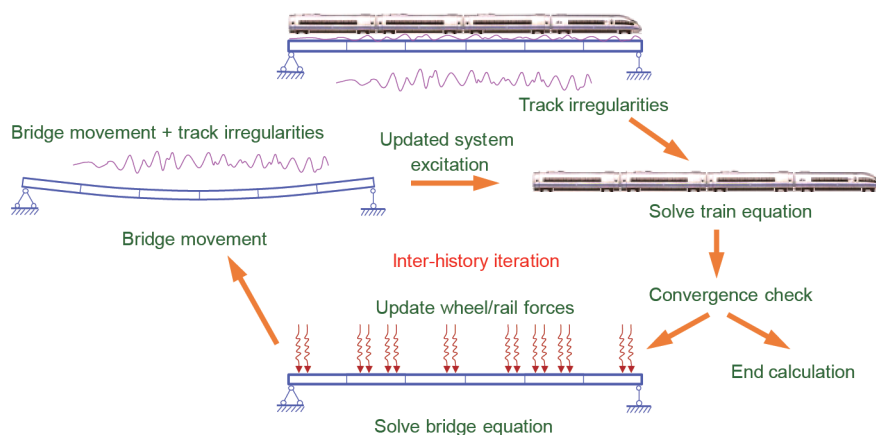 Track irregularities
Bridge movement + track irregularities
Updated system
excitation
Solve train equation
Bridge movement
Inter-history iteration
Convergence check
Update wheel/rail forces
End calculation
Solve bridge equation